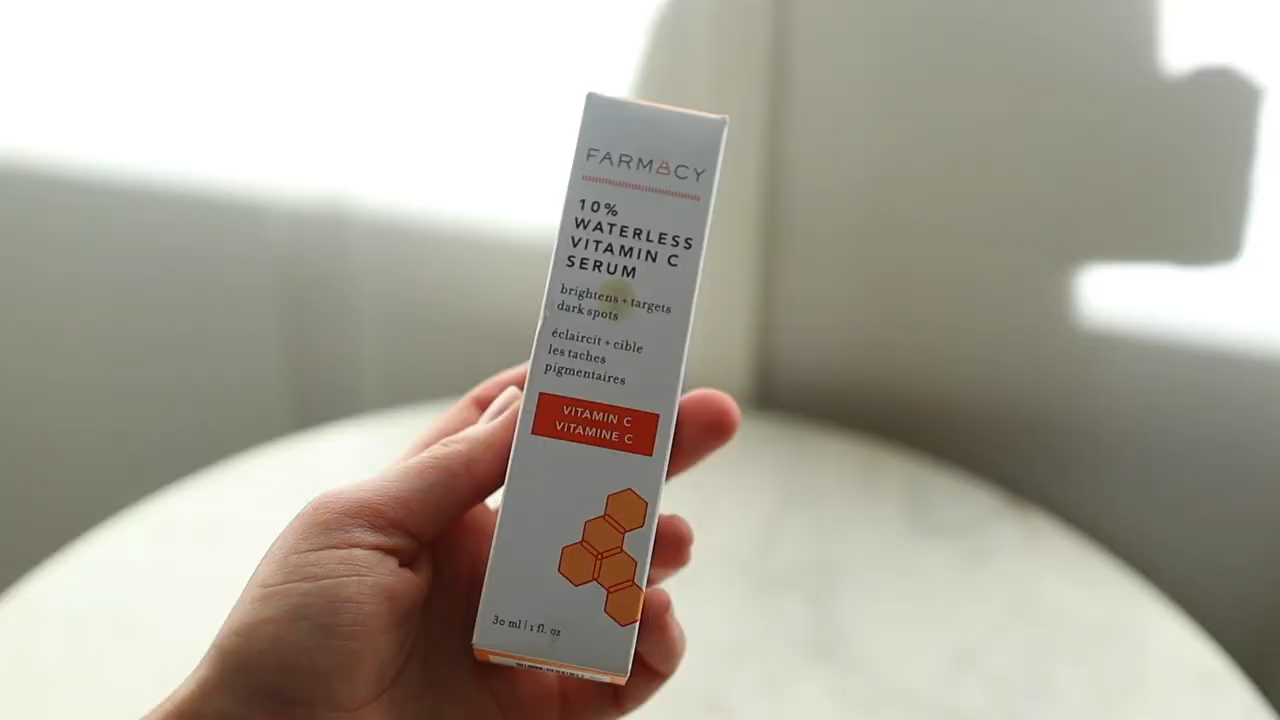 FARMACY
10%
WATERLESS
VITAMIN C
SERUM
brightens + targets
dark spots
éclaircit + cible
les taches
pigmentaires
VITAMIN C
VITAMINE C
30 ml | 1 fl. oz